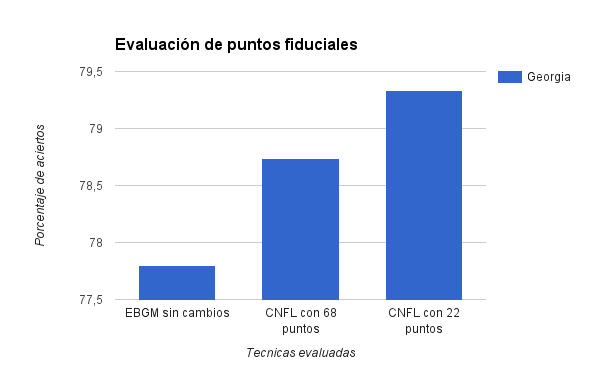 Evaluación de puntos fiduciales
79,5
79
78,5
78
77,5
Porcentaje de aciertos
Georgia
EBGM sin cambios
CNFL con 68
puntos
CNFL con 22
puntos
Tecnicas evaluadas